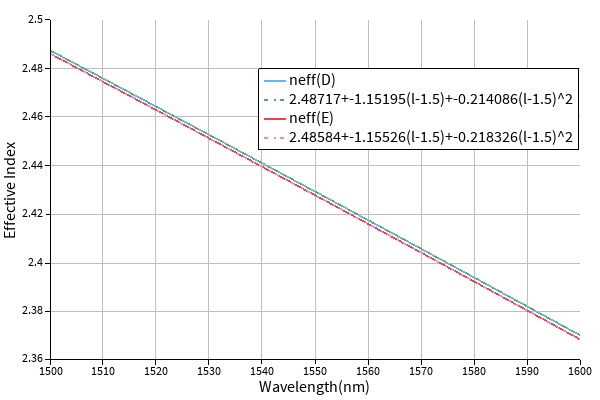 2.5
2.48
2.46
2.44
2.42
2.4
2.38
2.36
Effective Index
neff(D)
2.48717+-1.15195(l-1.5)+-0.214086(l-1.5)^2
neff(E)
2.48584+-1.15526(l-1.5)+-0.218326(l-1.5)^2
1500 1510 1520 1530 1540 1550 1560 1570 1580 1590 1600
Wavelength(nm)